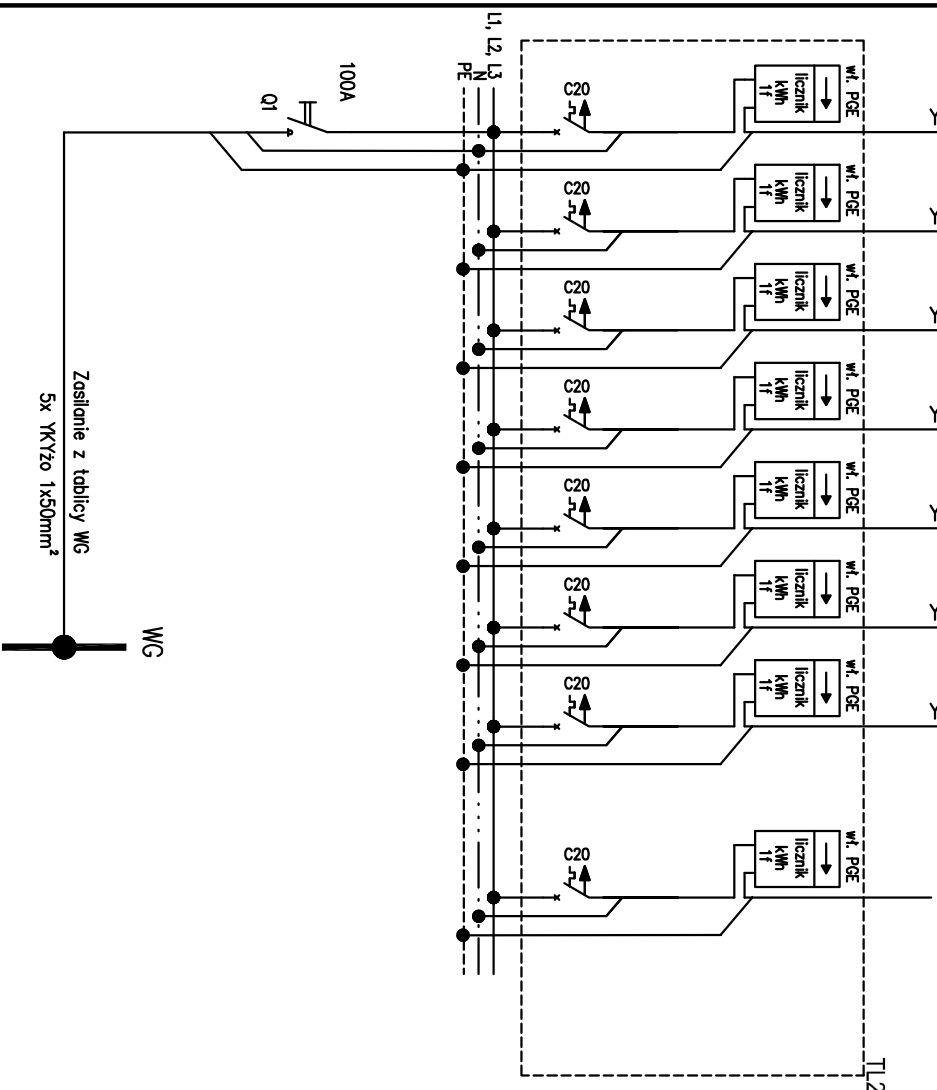 L1, L2, L3
N
PE
100A
Q1
C20
wł. PGE
licznik
kWh
1f
Y
C20
wł. PGE
licznik
kWh
1f
Y
C20
wł. PGE
licznik
kWh
1f
Y
C20
wł. PGE
licznik
kWh
1f
Y
C20
wł. PGE
licznik
kWh
1f
Y
C20
wł. PGE
licznik
kWh
1f
Y
C20
wł. PGE
licznik
kWh
1f
Y
C20
wł. PGE
licznik
kWh
1f
TL2
Zasilanie z tablicy WG
5x YKYżo 1x50mm²
WG